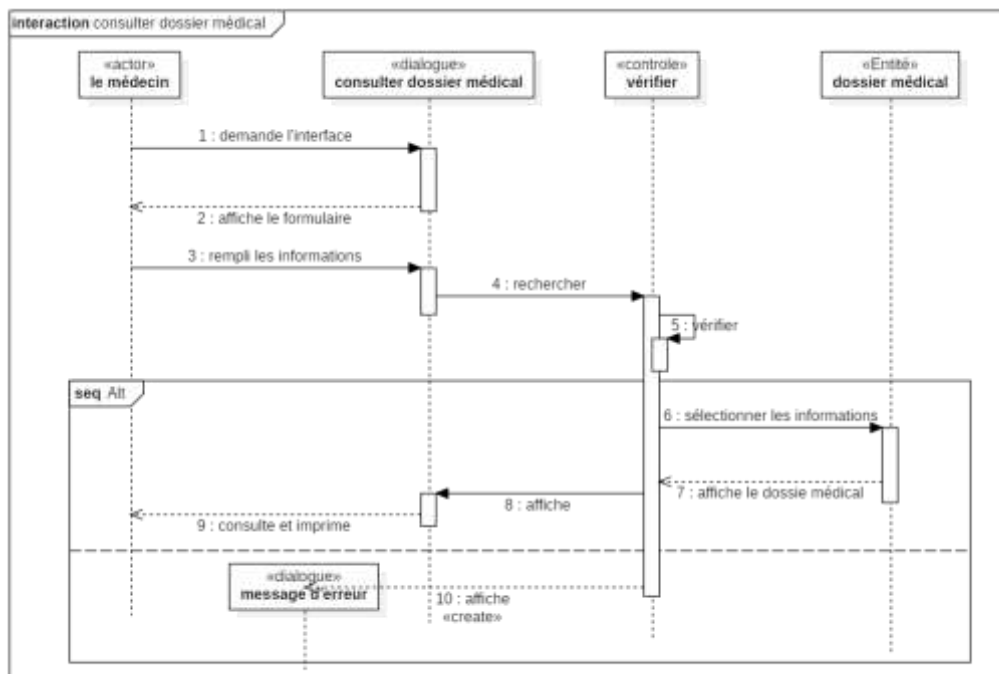 interaction consulter dossier médical
«actor»
le médecin
«dialogue»
consulter dossier médical
«controle»
vérifier
«Entité»
dossier médical
1 : demande l'interface
2 : affiche le formulaire
3 : rempli les informations
4 : rechercher
5 : vérifier
seq Alt
6 : sélectionner les informations
7 : affiche le dossie médical
8 : affiche
9 : consulte et imprime
«dialogue»
message d'erreur
10 : affiche
«create»